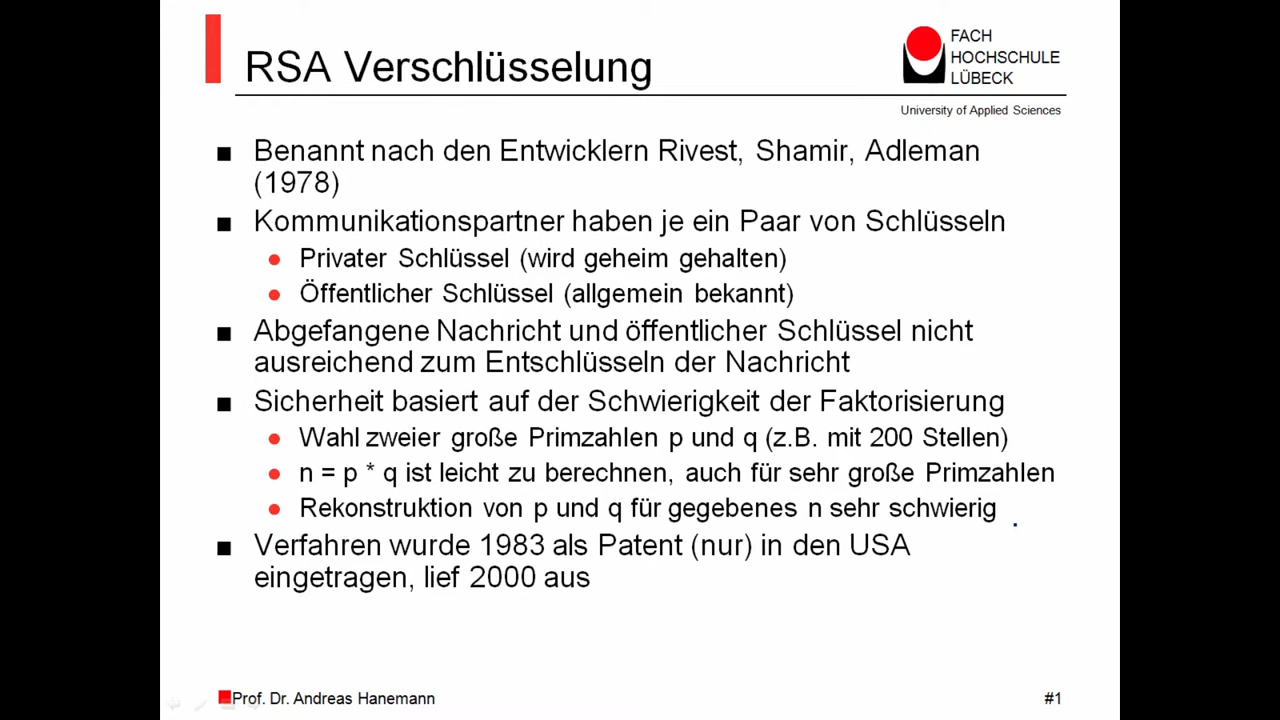 RSA Verschlüsselung
FACH
HOCHSCHULE
LÜBECK
University of Applied Sciences
■ Benannt nach den Entwicklern Rivest, Shamir, Adleman
(1978)
■ Kommunikationspartner haben je ein Paar von Schlüsseln
● Privater Schlüssel (wird geheim gehalten)
● Öffentlicher Schlüssel (allgemein bekannt)
■ Abgefangene Nachricht und öffentlicher Schlüssel nicht
ausreichend zum Entschlüsseln der Nachricht
■ Sicherheit basiert auf der Schwierigkeit der Faktorisierung
● Wahl zweier große Primzahlen p und q (z.B. mit 200 Stellen)
● n = p * q ist leicht zu berechnen, auch für sehr große Primzahlen
● Rekonstruktion von p und q für gegebenes n sehr schwierig
■ Verfahren wurde 1983 als Patent (nur) in den USA
eingetragen, lief 2000 aus
Prof. Dr. Andreas Hanemann
#1